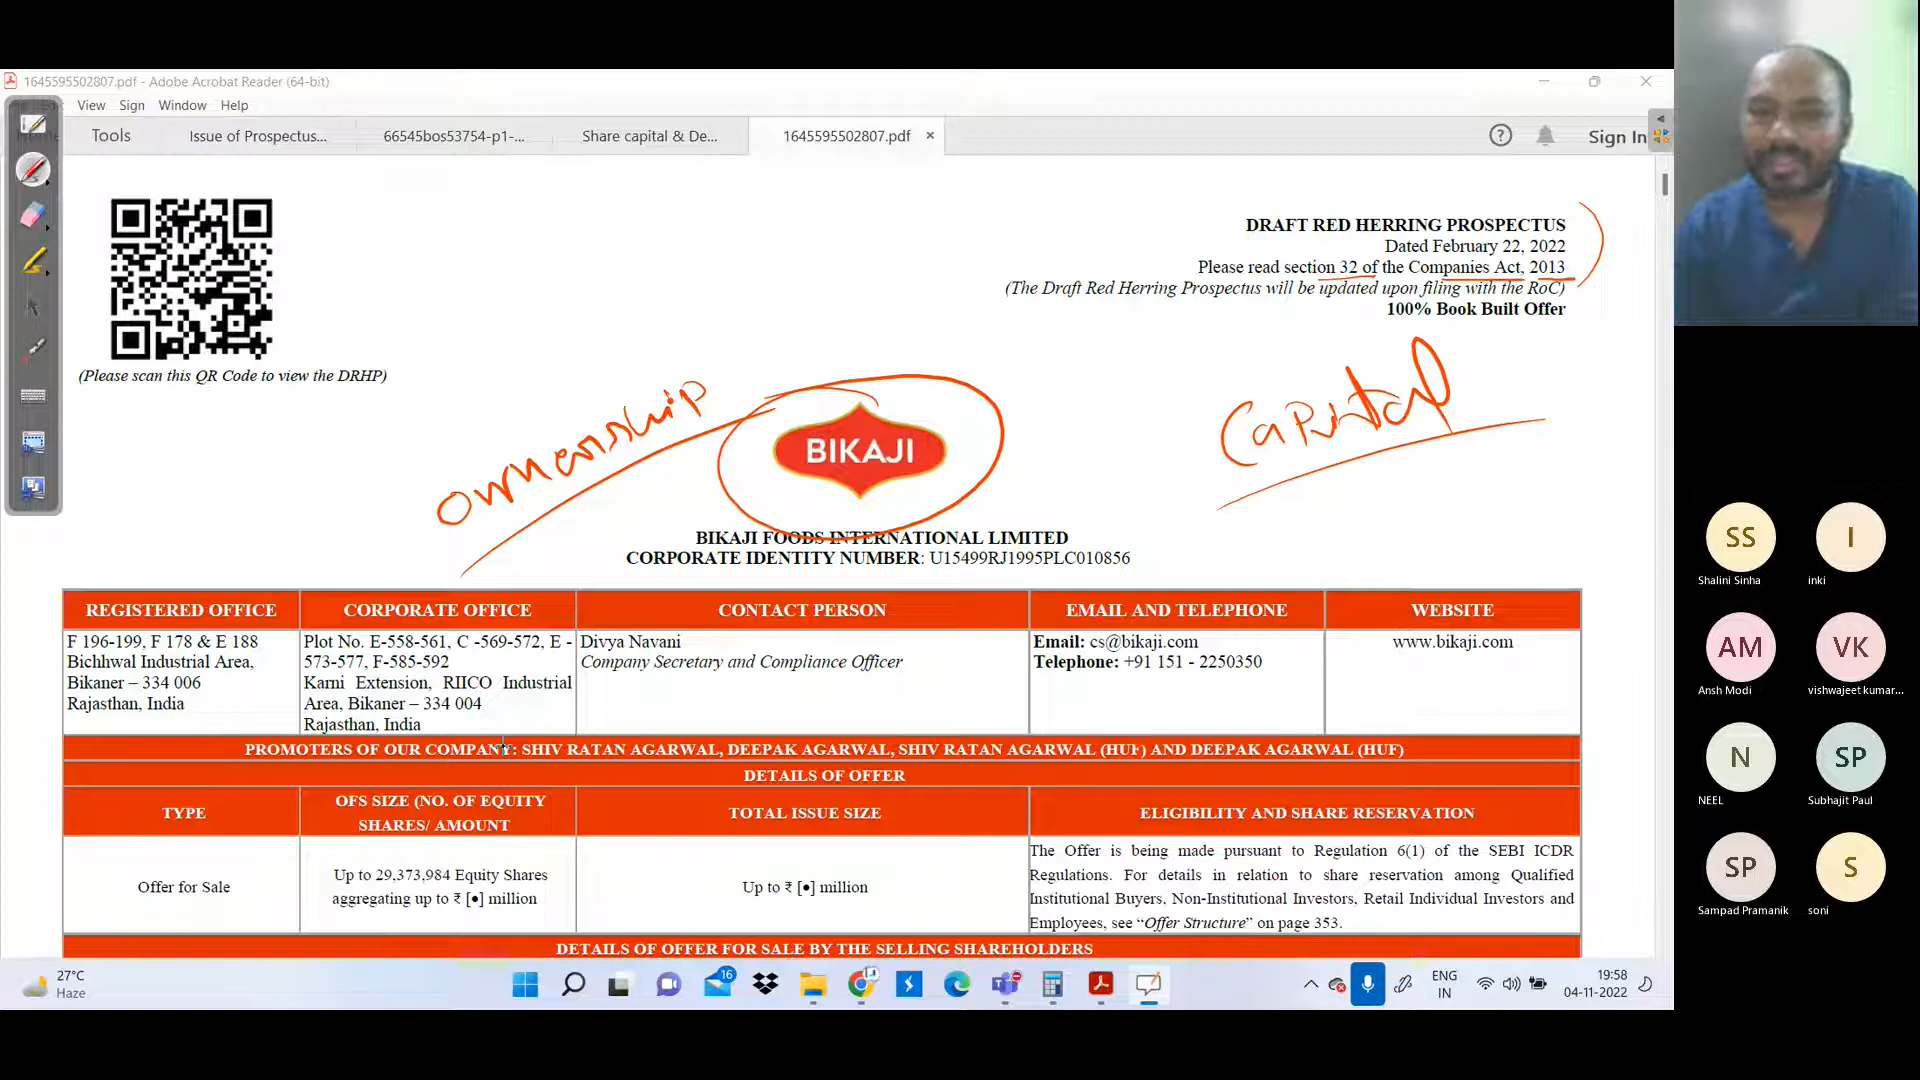 1645595502807.pdf - Adobe Acrobat Reader (64-bit)
View Sign Window Help
Tools
Issue of Prospectus...
66545bos53754-p1-...
Share capital & De...
1645595502807.pdf
Sign In
DRAFT RED HERRING PROSPECTUS
Dated February 22, 2022
Please read section 32 of the Companies Act, 2013
(The Draft Red Herring Prospectus will be updated upon filing with the RoC)
100% Book Built Offer
(Please scan this QR Code to view the DRHP)
ownership
BIKAJI
Capital
BIKAJI FOODS INTERNATIONAL LIMITED
CORPORATE IDENTITY NUMBER: U15499RJ1995PLC010856
REGISTERED OFFICE
CORPORATE OFFICE
CONTACT PERSON
EMAIL AND TELEPHONE
WEBSITE
F 196-199, F 178 & E 188
Bichhwal Industrial Area,
Bikaner – 334 006
Rajasthan, India
Plot No. E-558-561, C -569-572, E -
573-577, F-585-592
Karni Extension, RIICO Industrial
Area, Bikaner – 334 004
Rajasthan, India
Divya Navani
Company Secretary and Compliance Officer
Email: cs@bikaji.com
Telephone: +91 151 - 2250350
www.bikaji.com
PROMOTERS OF OUR COMPANY: SHIV RATAN AGARWAL, DEEPAK AGARWAL, SHIV RATAN AGARWAL (HUF) AND DEEPAK AGARWAL (HUF)
DETAILS OF OFFER
TYPE
OFS SIZE (NO. OF EQUITY
SHARES/ AMOUNT
TOTAL ISSUE SIZE
ELIGIBILITY AND SHARE RESERVATION
Offer for Sale
Up to 29,373,984 Equity Shares
aggregating up to ₹ [●] million
Up to ₹ [●] million
The Offer is being made pursuant to Regulation 6(1) of the SEBI ICDR
Regulations. For details in relation to share reservation among Qualified
Institutional Buyers, Non-Institutional Investors, Retail Individual Investors and
Employees, see “Offer Structure” on page 353.
DETAILS OF OFFER FOR SALE BY THE SELLING SHAREHOLDERS
27°C
Haze
16
ENG
IN
19:58
04-11-2022
SS
Shalini Sinha
I
inki
AM
Ansh Modi
VK
vishwajeet kumar...
N
NEEL
SP
Subhajit Paul
SP
Sampad Pramanik
S
soni